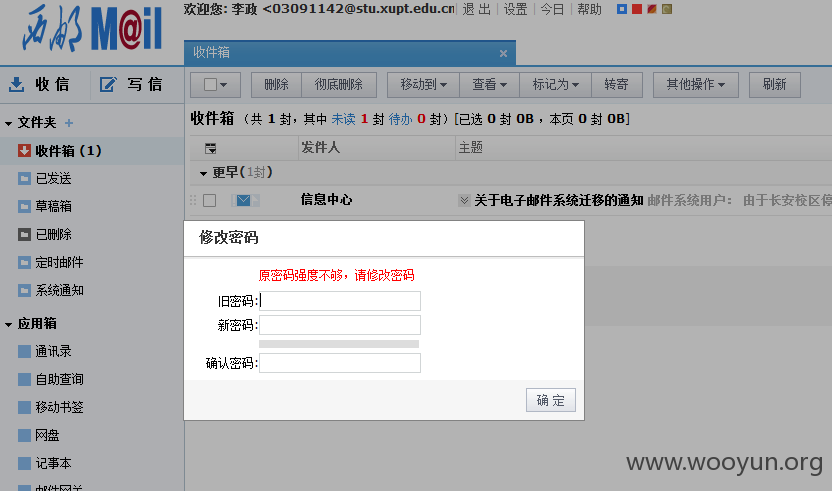 西邮 M@il
欢迎您: 李政 <03091142@stu.xupt.edu.cn 退 出 | 设置 | 今日 | 帮助
收件箱 ×
收 信 写 信
删除 彻底删除 移动到 查看 标记为 转寄 其他操作 刷新
文件夹 +
收件箱 （共 1 封，其中 未读 1 封 待办 0 封）[已选 0 封 0B ，本页 0 封 0B]
收件箱 (1)
发件人 主题
已发送
更早(1封)
草稿箱
信息中心 关于电子邮件系统迁移的通知 邮件系统用户： 由于长安校区停
已删除
定时邮件
系统通知
修改密码
原密码强度不够，请修改密码
旧密码:
新密码:
确认密码:
确 定
应用箱
通讯录
自助查询
移动书签
网盘
记事本
邮件网关
www.wooyun.org